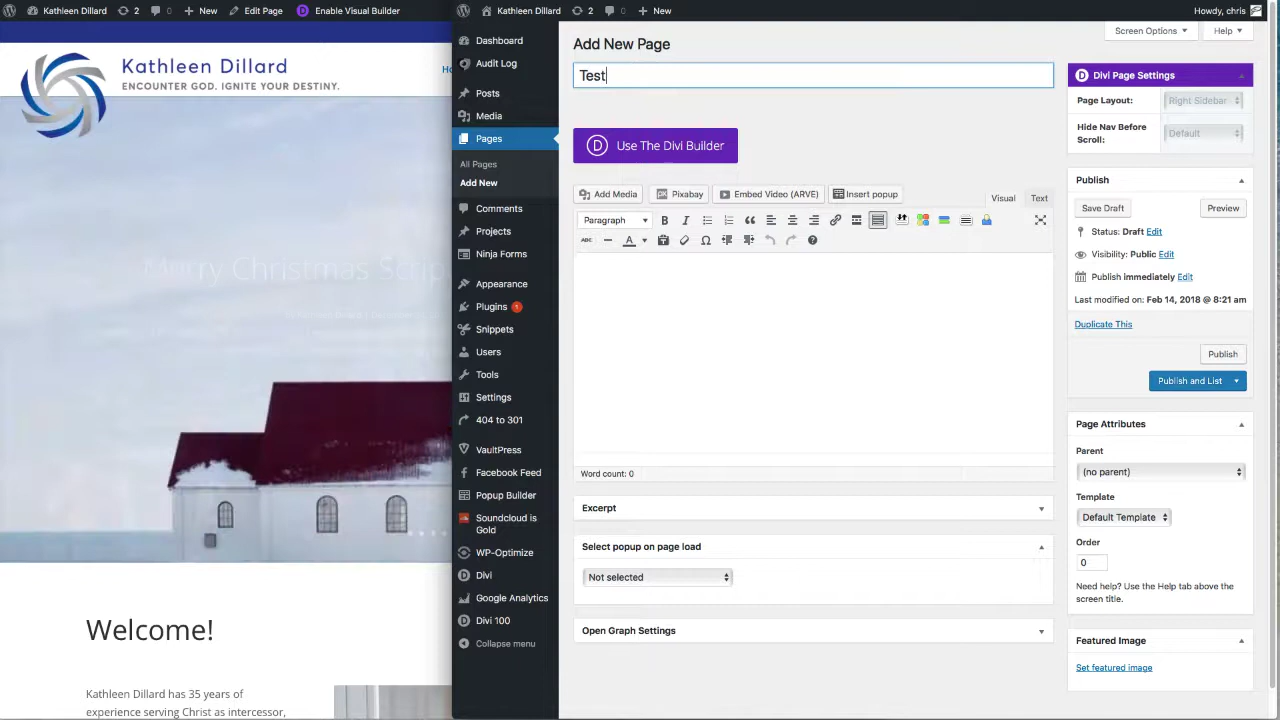 Kathleen Dillard 2 0 + New Edit Page Enable Visual Builder
Kathleen Dillard
ENCOUNTER GOD. IGNITE YOUR DESTINY.
Merry Christmas
Welcome!
Kathleen Dillard has 35 years of
experience serving Christ as intercessor,
Kathleen Dillard 2 0 + New Howdy, chris
Dashboard
Audit Log
Posts
Media
Pages
All Pages
Add New
Comments
Projects
Ninja Forms
Appearance
Plugins 1
Snippets
Users
Tools
Settings
404 to 301
VaultPress
Facebook Feed
Popup Builder
Soundcloud is
Gold
WP-Optimize
Divi
Google Analytics
Divi 100
Collapse menu
Screen Options Help
Add New Page
Test
Use The Divi Builder
Add Media Pixabay Embed Video (ARVE) Insert popup Visual Text
Paragraph B I
ABC A
Word count: 0
Excerpt
Select popup on page load
Not selected
Open Graph Settings
Divi Page Settings
Page Layout: Right Sidebar
Hide Nav Before
Scroll: Default
Publish
Save Draft Preview
Status: Draft Edit
Visibility: Public Edit
Publish immediately Edit
Last modified on: Feb 14, 2018 @ 8:21 am
Duplicate This
Publish
Publish and List
Page Attributes
Parent
(no parent)
Template
Default Template
Order
0
Need help? Use the Help tab above the
screen title.
Featured Image
Set featured image